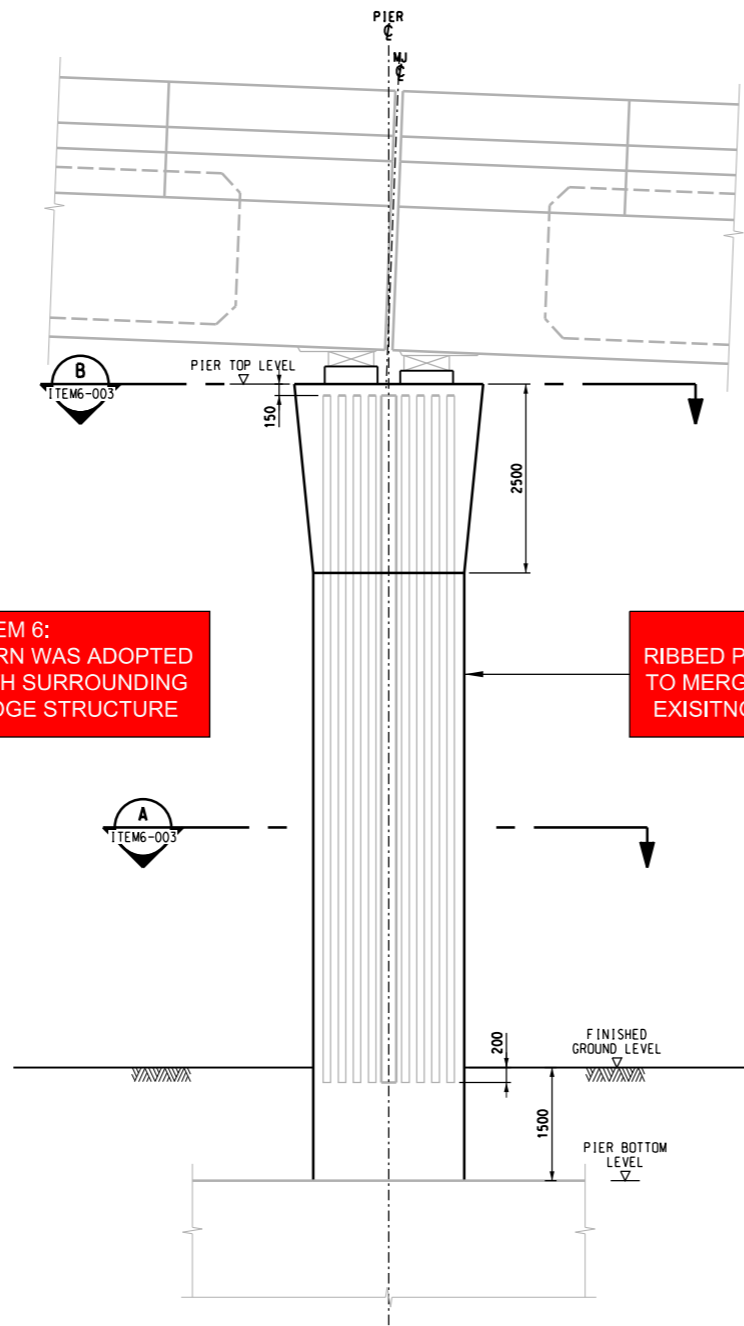 PIER
℄
MJ
℄
PIER TOP LEVEL
B
ITEM6-003
150
2500
EM 6:
RN WAS ADOPTED
H SURROUNDING
DGE STRUCTURE
RIBBED P
TO MERG
EXISITNG
A
ITEM6-003
200
FINISHED
GROUND LEVEL
1500
PIER BOTTOM
LEVEL